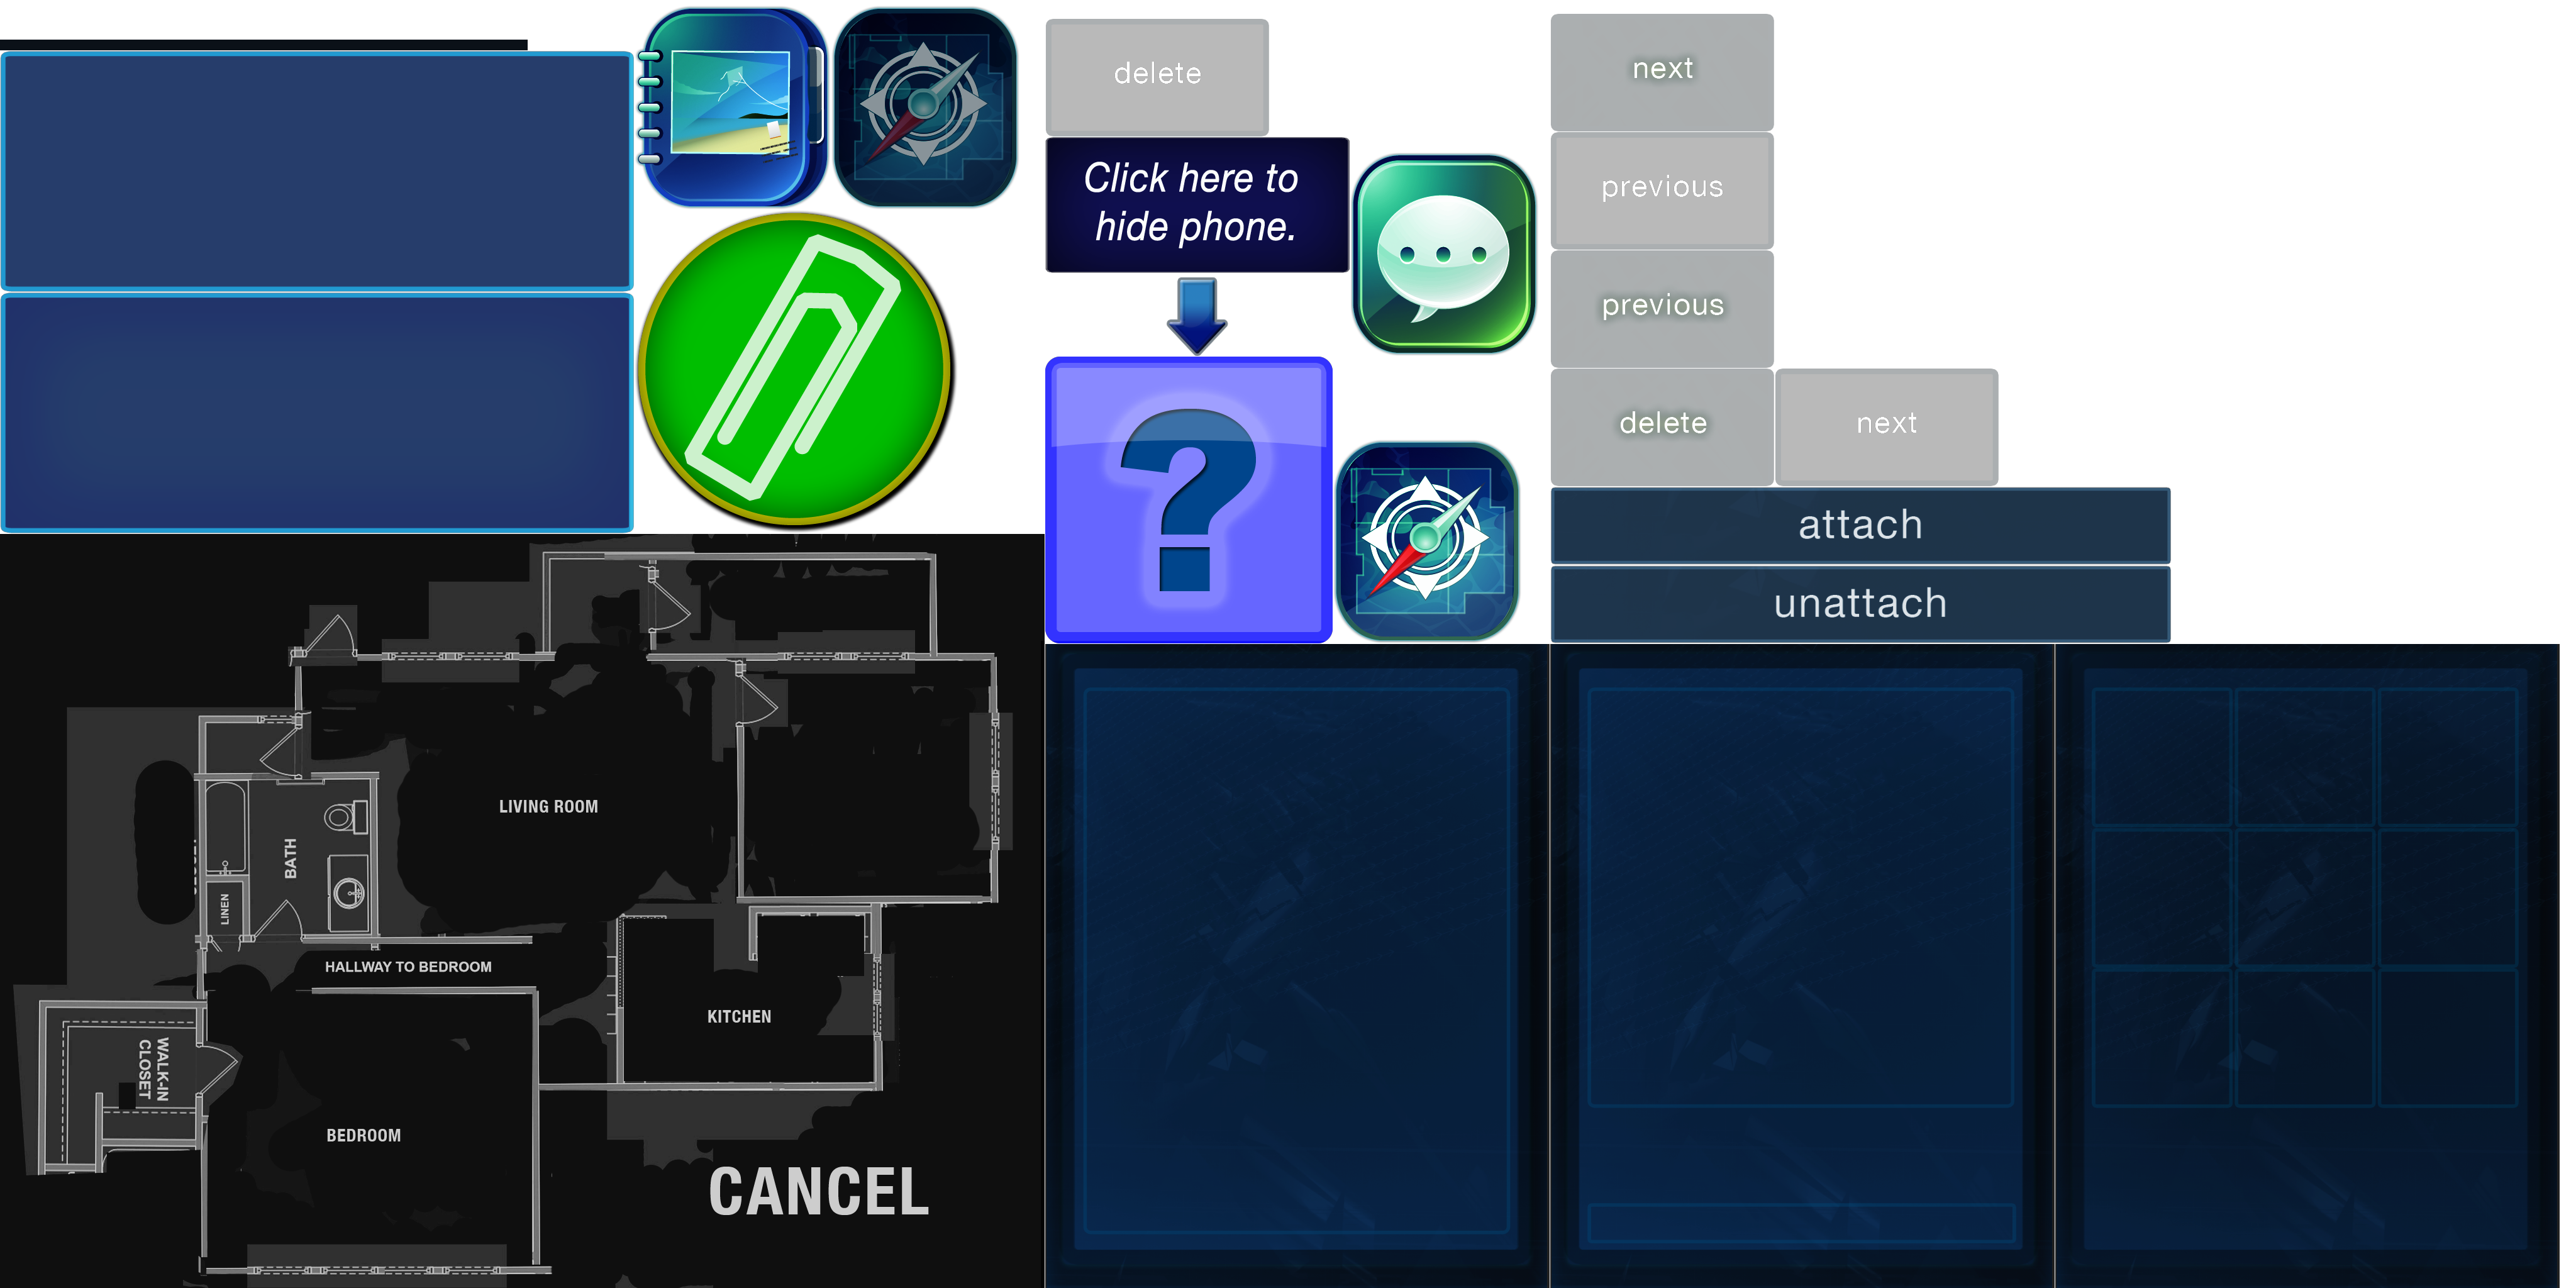 delete
Click here to
hide phone.
next
previous
previous
delete
next
attach
unattach
LIVING ROOM
BATH
LINEN
HALLWAY TO BEDROOM
KITCHEN
WALK-IN
CLOSET
BEDROOM
CANCEL